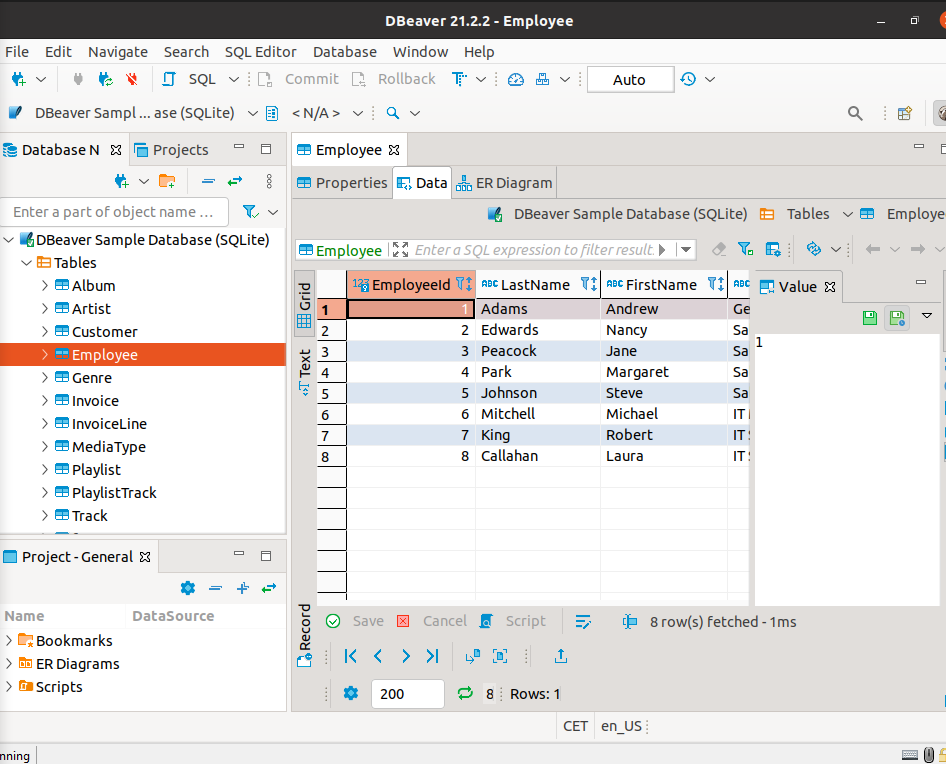 DBeaver 21.2.2 - Employee
File Edit Navigate Search SQL Editor Database Window Help
SQL Commit Rollback Auto
DBeaver Sampl ... ase (SQLite) < N/A >
Database N Projects
Enter a part of object name ...
DBeaver Sample Database (SQLite)
Tables
Album
Artist
Customer
Employee
Genre
Invoice
InvoiceLine
MediaType
Playlist
PlaylistTrack
Track
Project - General
Name DataSource
Bookmarks
ER Diagrams
Scripts
Employee
Properties Data ER Diagram
DBeaver Sample Database (SQLite) Tables Employe
Employee Enter a SQL expression to filter result.
Grid
Text
Record
123 EmployeeId ABC LastName ABC FirstName ABC
1 1 Adams Andrew Ge
2 2 Edwards Nancy Sa
3 3 Peacock Jane Sa
4 4 Park Margaret Sa
5 5 Johnson Steve Sa
6 6 Mitchell Michael IT
7 7 King Robert IT S
8 8 Callahan Laura IT S
Value
1
Save Cancel Script 8 row(s) fetched - 1ms
200 8 Rows: 1
CET en_US
nning